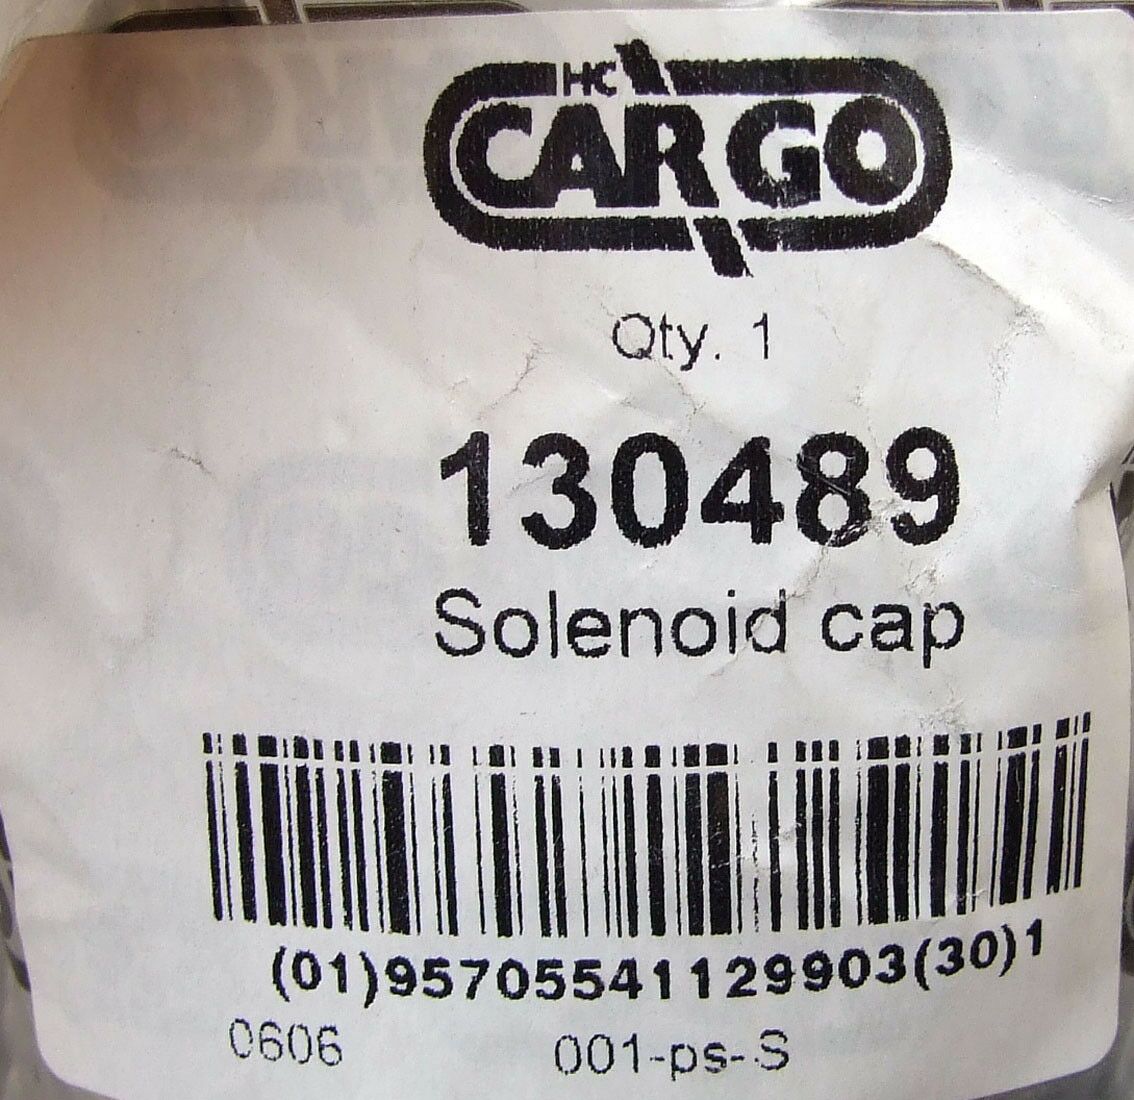 HC
CARGO
Qty. 1
130489
Solenoid cap
(01)95705541129903(30)1
0606 001-ps-S